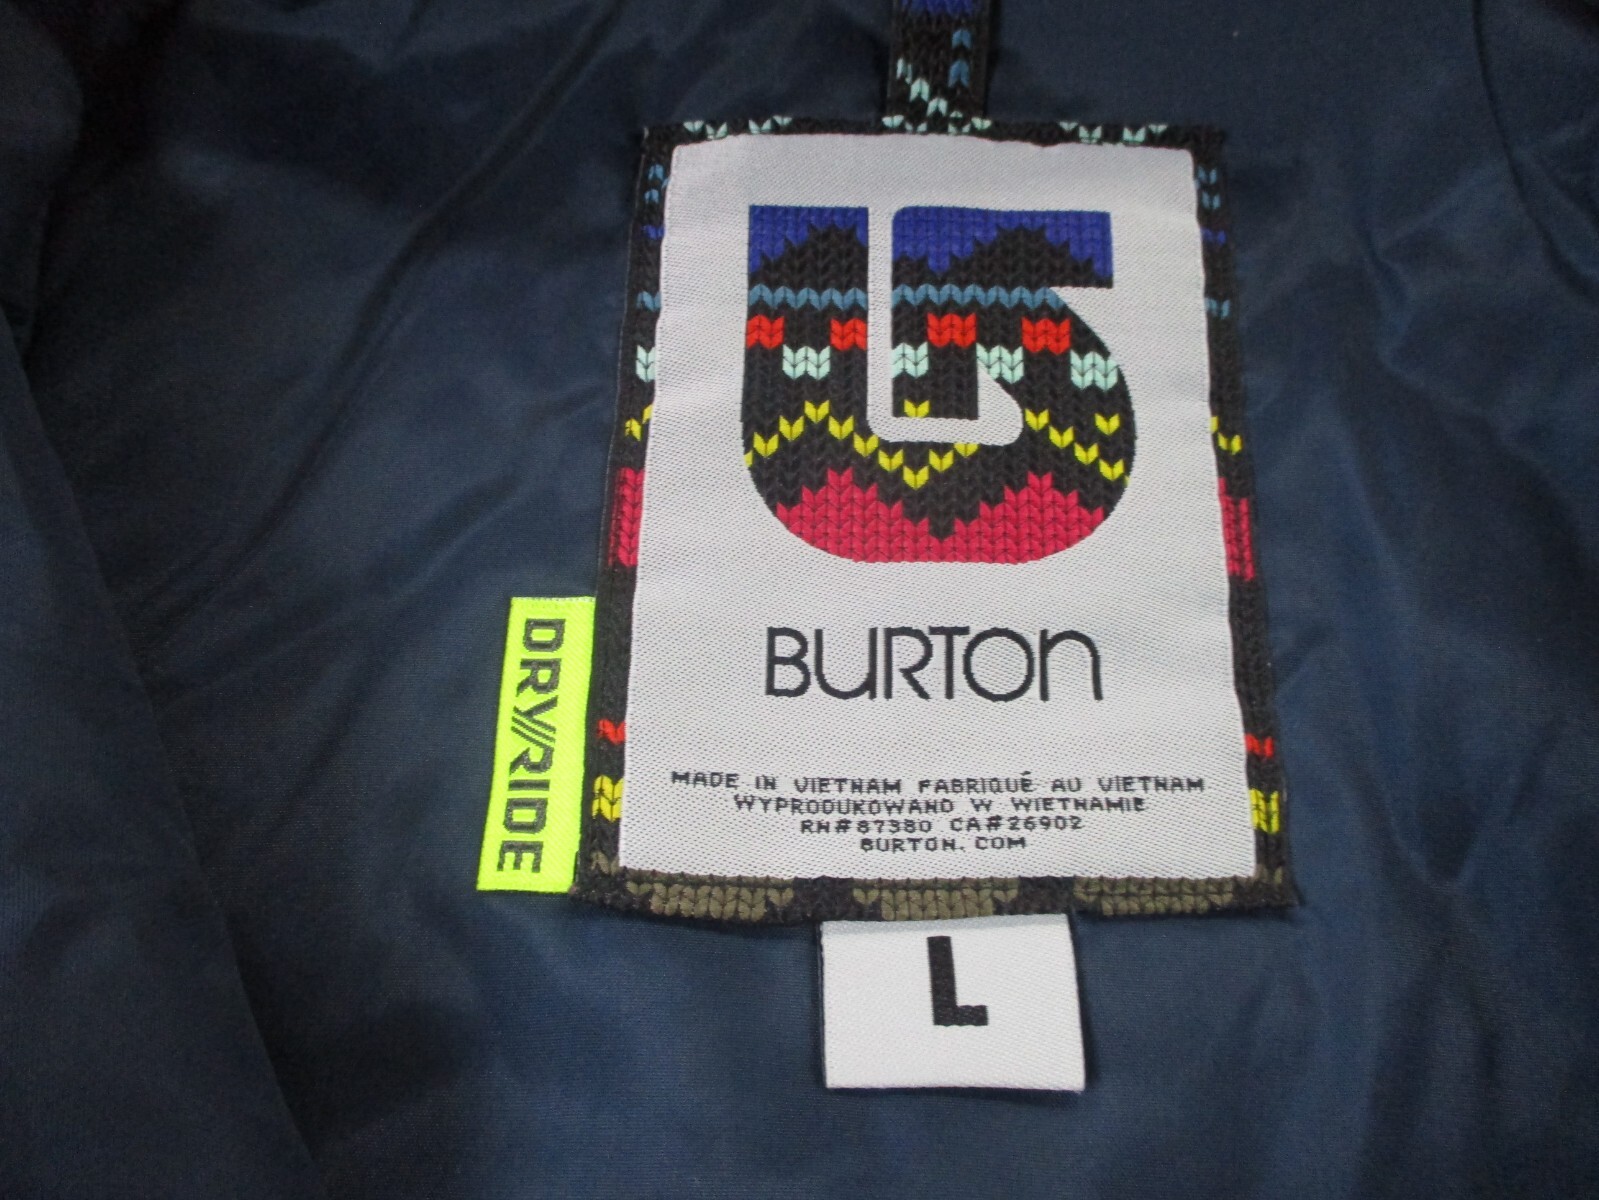 BURTON
DRY//RIDE
MADE IN VIETNAM FABRIQUÉ AU VIETNAM
WYPRODUKOWANO W WIETNAMIE
RN#87380 CA#26902
BURTON.COM
L